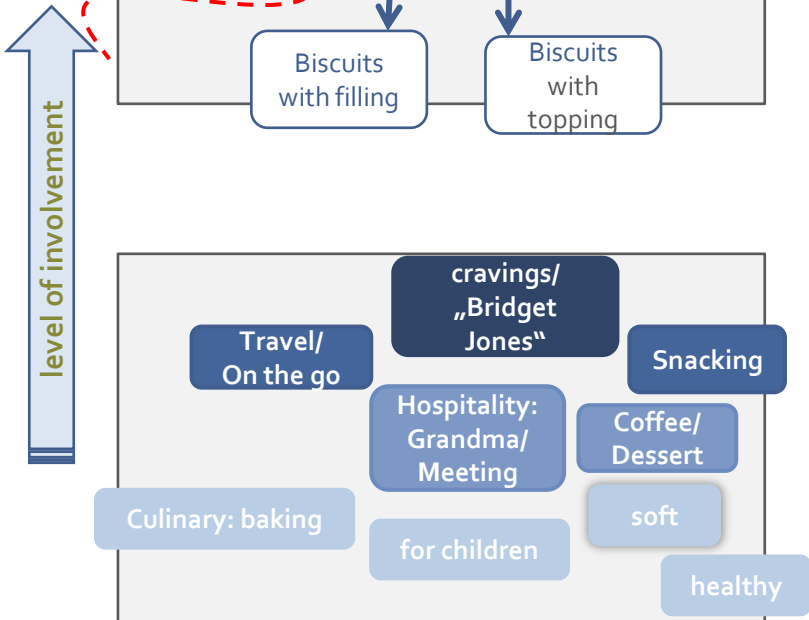 Biscuits
with filling
Biscuits
with
topping
level of involvement
cravings/
„Bridget
Jones“
Travel/
On the go
Snacking
Hospitality:
Grandma/
Meeting
Coffee/
Dessert
Culinary: baking
soft
for children
healthy